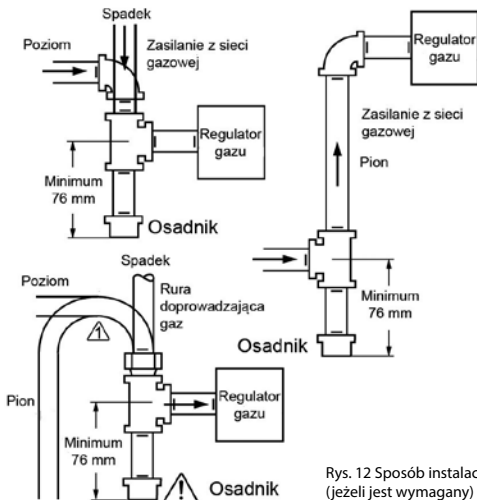 Spadek
Poziom
Zasilanie z sieci
gazowej
Regulator
gazu
Minimum
76 mm
Osadnik
Regulator
gazu
Zasilanie z sieci
gazowej
Pion
Minimum
76 mm
Osadnik
Spadek
Poziom
Rura
doprowadzająca
gaz
1
Pion
Regulator
gazu
Minimum
76 mm
Osadnik
Rys. 12 Sposób instalac
(jeżeli jest wymagany)